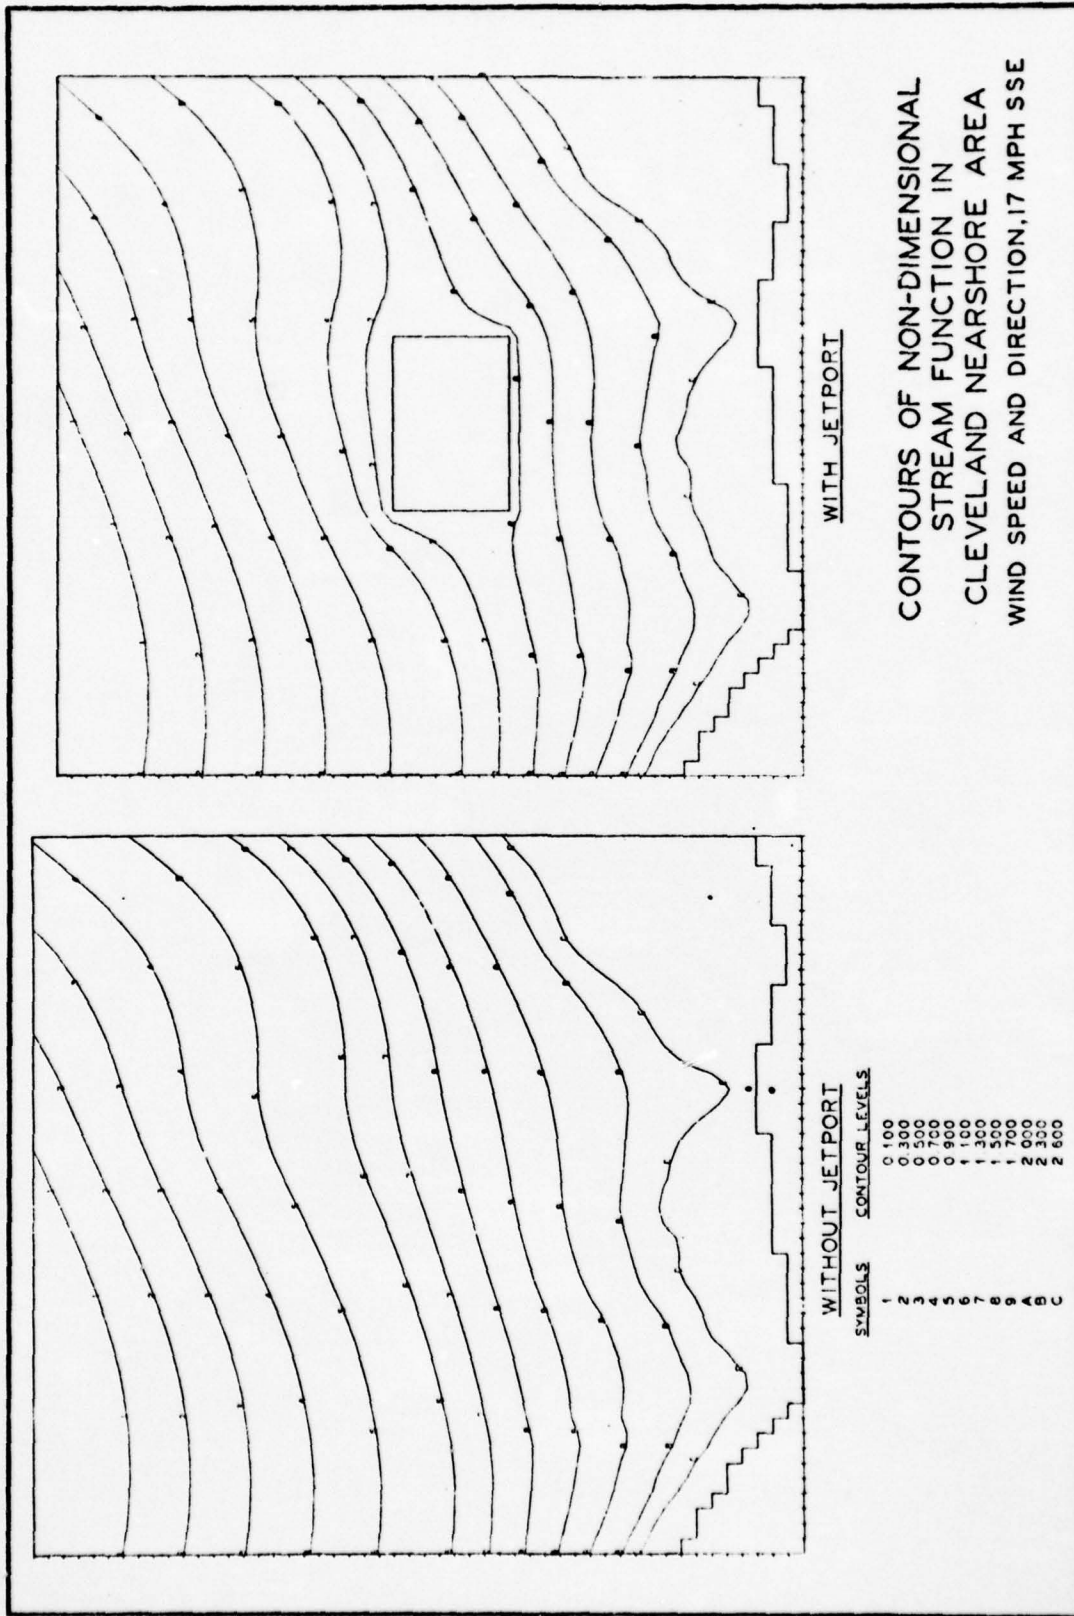 WITHOUT JETPORT
SYMBOLS CONTOUR LEVELS
1 0.100
2 0.300
3 0.500
4 0.700
5 0.900
6 1.100
7 1.300
8 1.500
9 1.700
A 2.000
B 2.300
C 2.600
WITH JETPORT
CONTOURS OF NON-DIMENSIONAL
STREAM FUNCTION IN
CLEVELAND NEARSHORE AREA
WIND SPEED AND DIRECTION, 17 MPH SSE